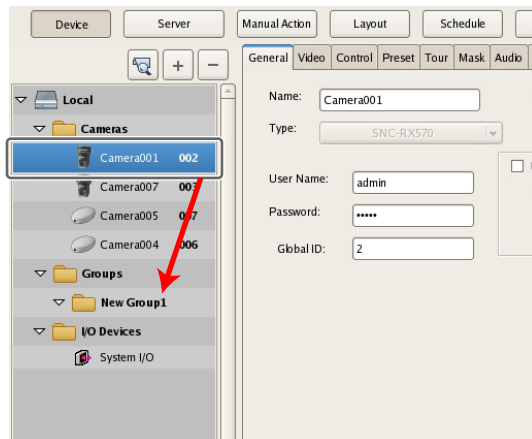 Device Server Manual Action Layout Schedule
General Video Control Preset Tour Mask Audio
Local
Cameras
Camera001 002
Camera007
Camera005
Camera004 006
Groups
New Group1
I/O Devices
System I/O
Name: Camera001
Type: SNC-RX570
User Name: admin
Password: •••••
Global ID: 2